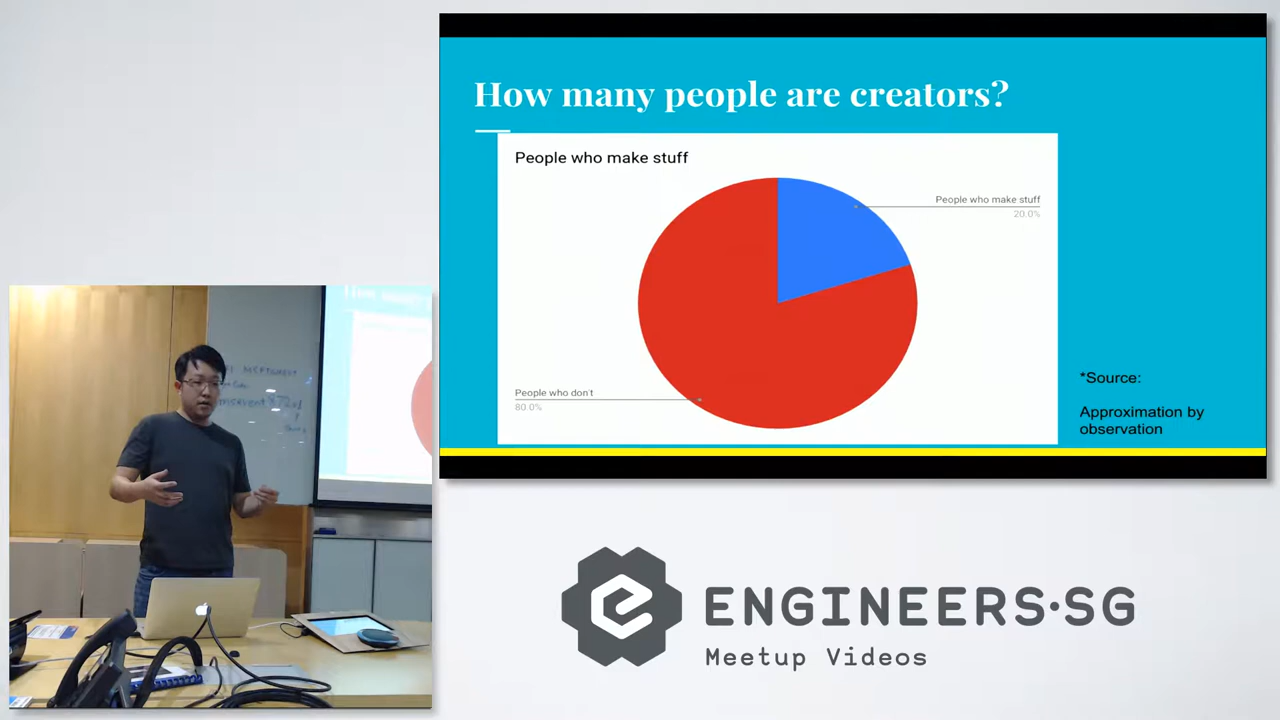 How many people are creators?
People who make stuff
People who make stuff
20.0%
People who don't
80.0%
*Source:
Approximation by
observation
ENGINEERS·SG
Meetup Videos